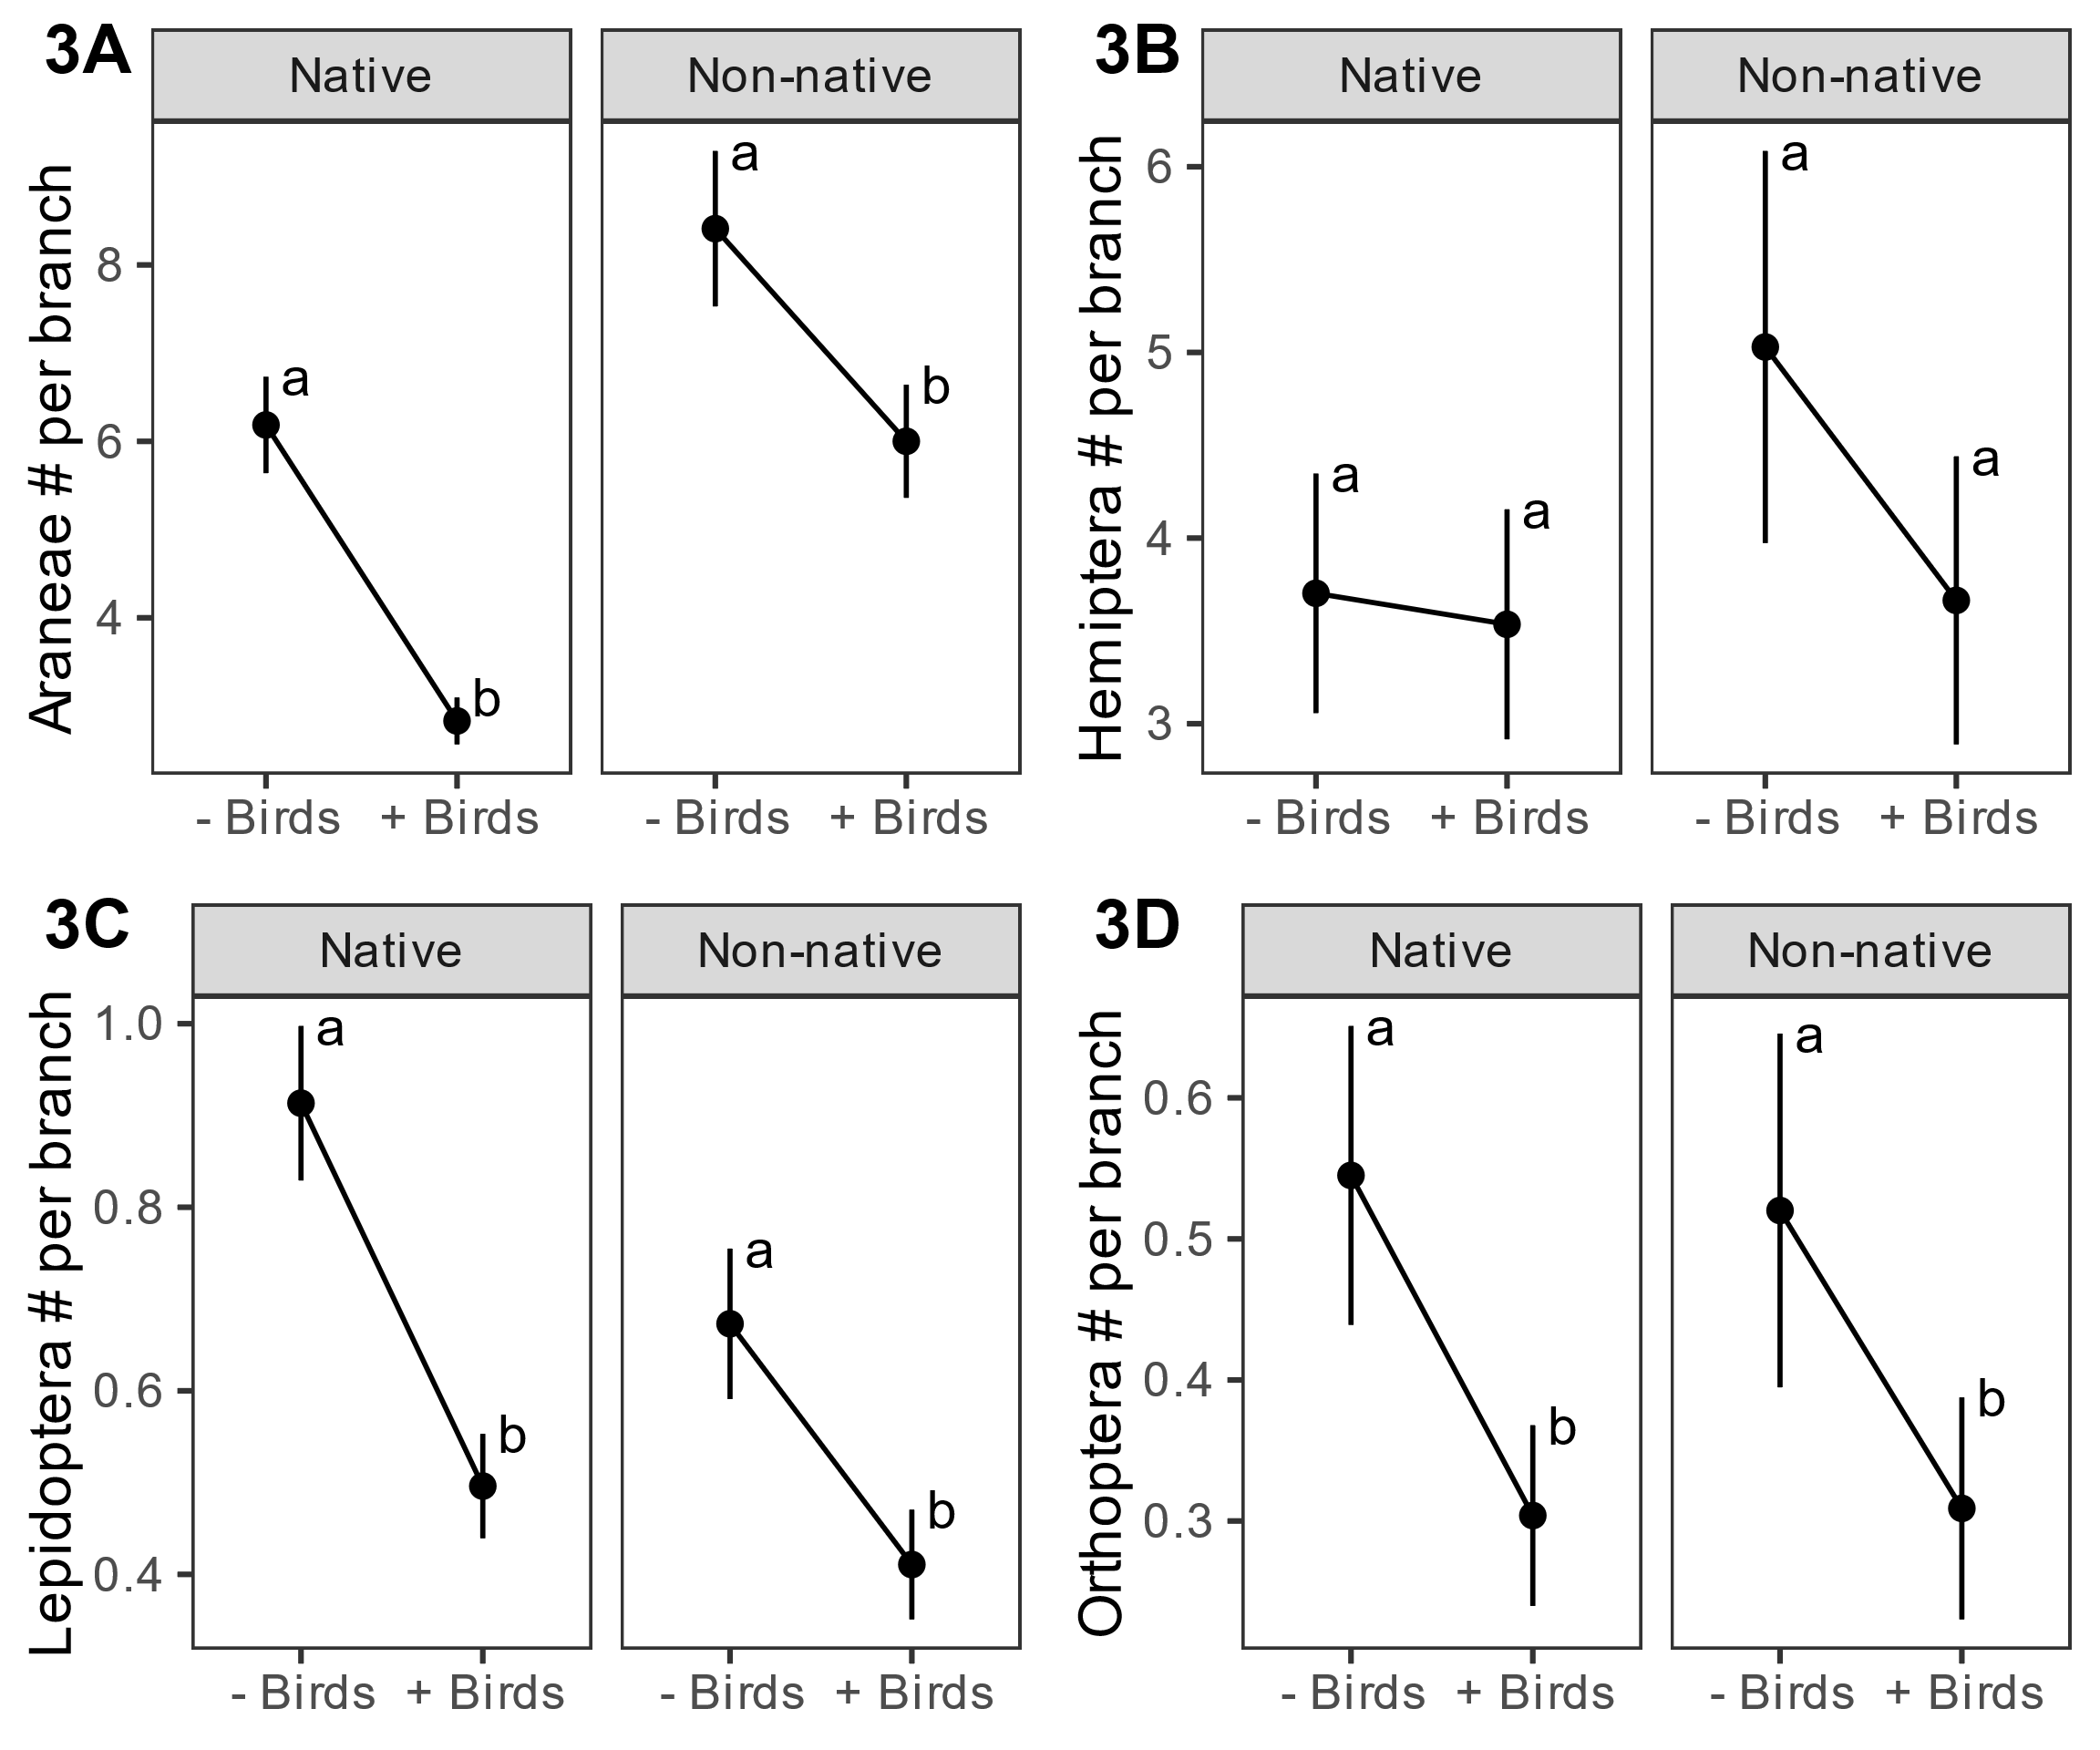 3A
Native
Non-native
Araneae # per branch
8
6
4
a
b
a
b
- Birds
+ Birds
- Birds
+ Birds
3B
Native
Non-native
Hemiptera # per branch
6
5
4
3
a
a
a
a
- Birds
+ Birds
- Birds
+ Birds
3C
Native
Non-native
Lepidoptera # per branch
1.0
0.8
0.6
0.4
a
b
a
b
- Birds
+ Birds
- Birds
+ Birds
3D
Native
Non-native
Orthoptera # per branch
0.6
0.5
0.4
0.3
a
b
a
b
- Birds
+ Birds
- Birds
+ Birds